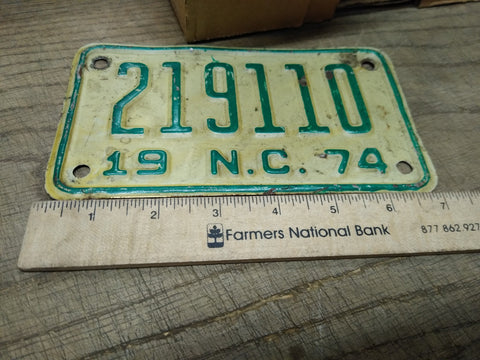 219110
19 N.C. 74
1 2 3 4 5 6 7
Farmers National Bank
877 862 927